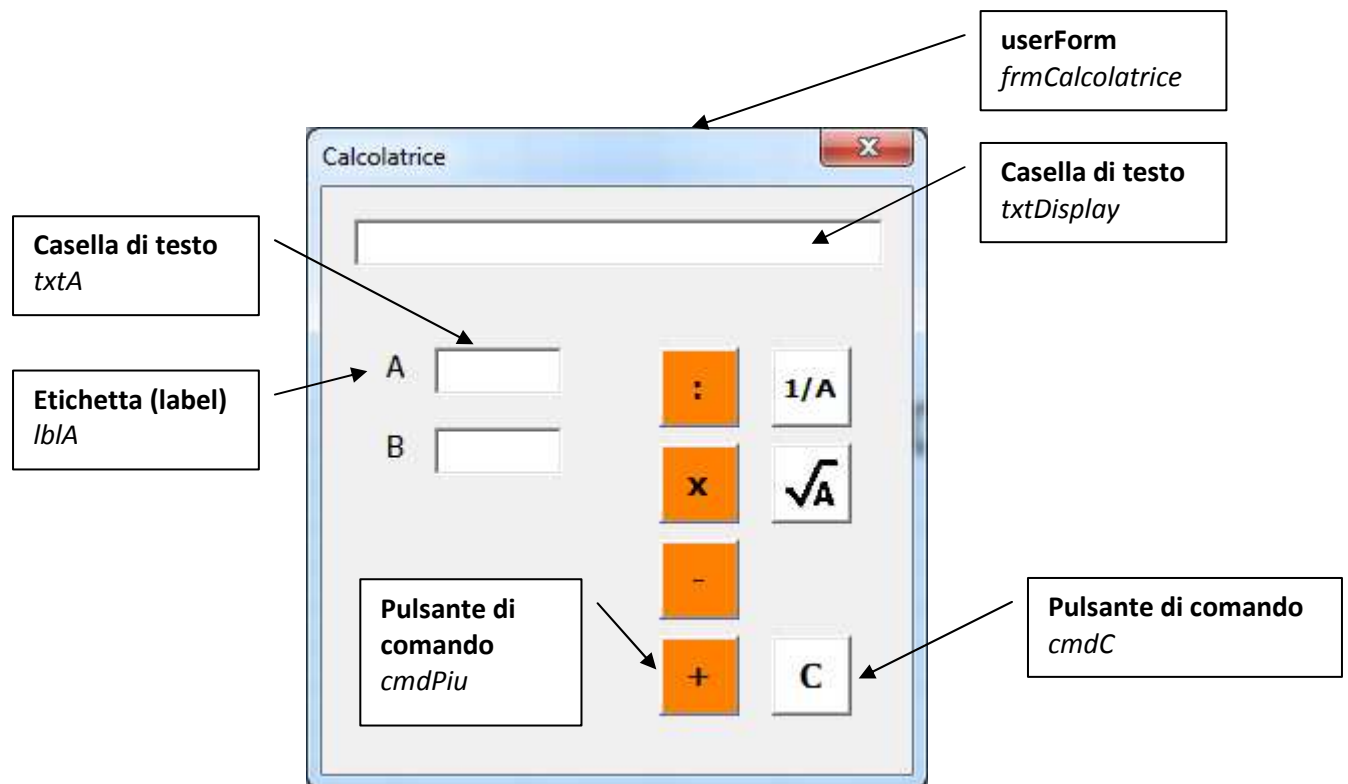 userForm
frmCalcolatrice
Calcolatrice
Casella di testo
txtDisplay
Casella di testo
txtA
Etichetta (label)
lblA
A
B
:
1/A
x
√A
-
+
C
Pulsante di
comando
cmdPiu
Pulsante di comando
cmdC